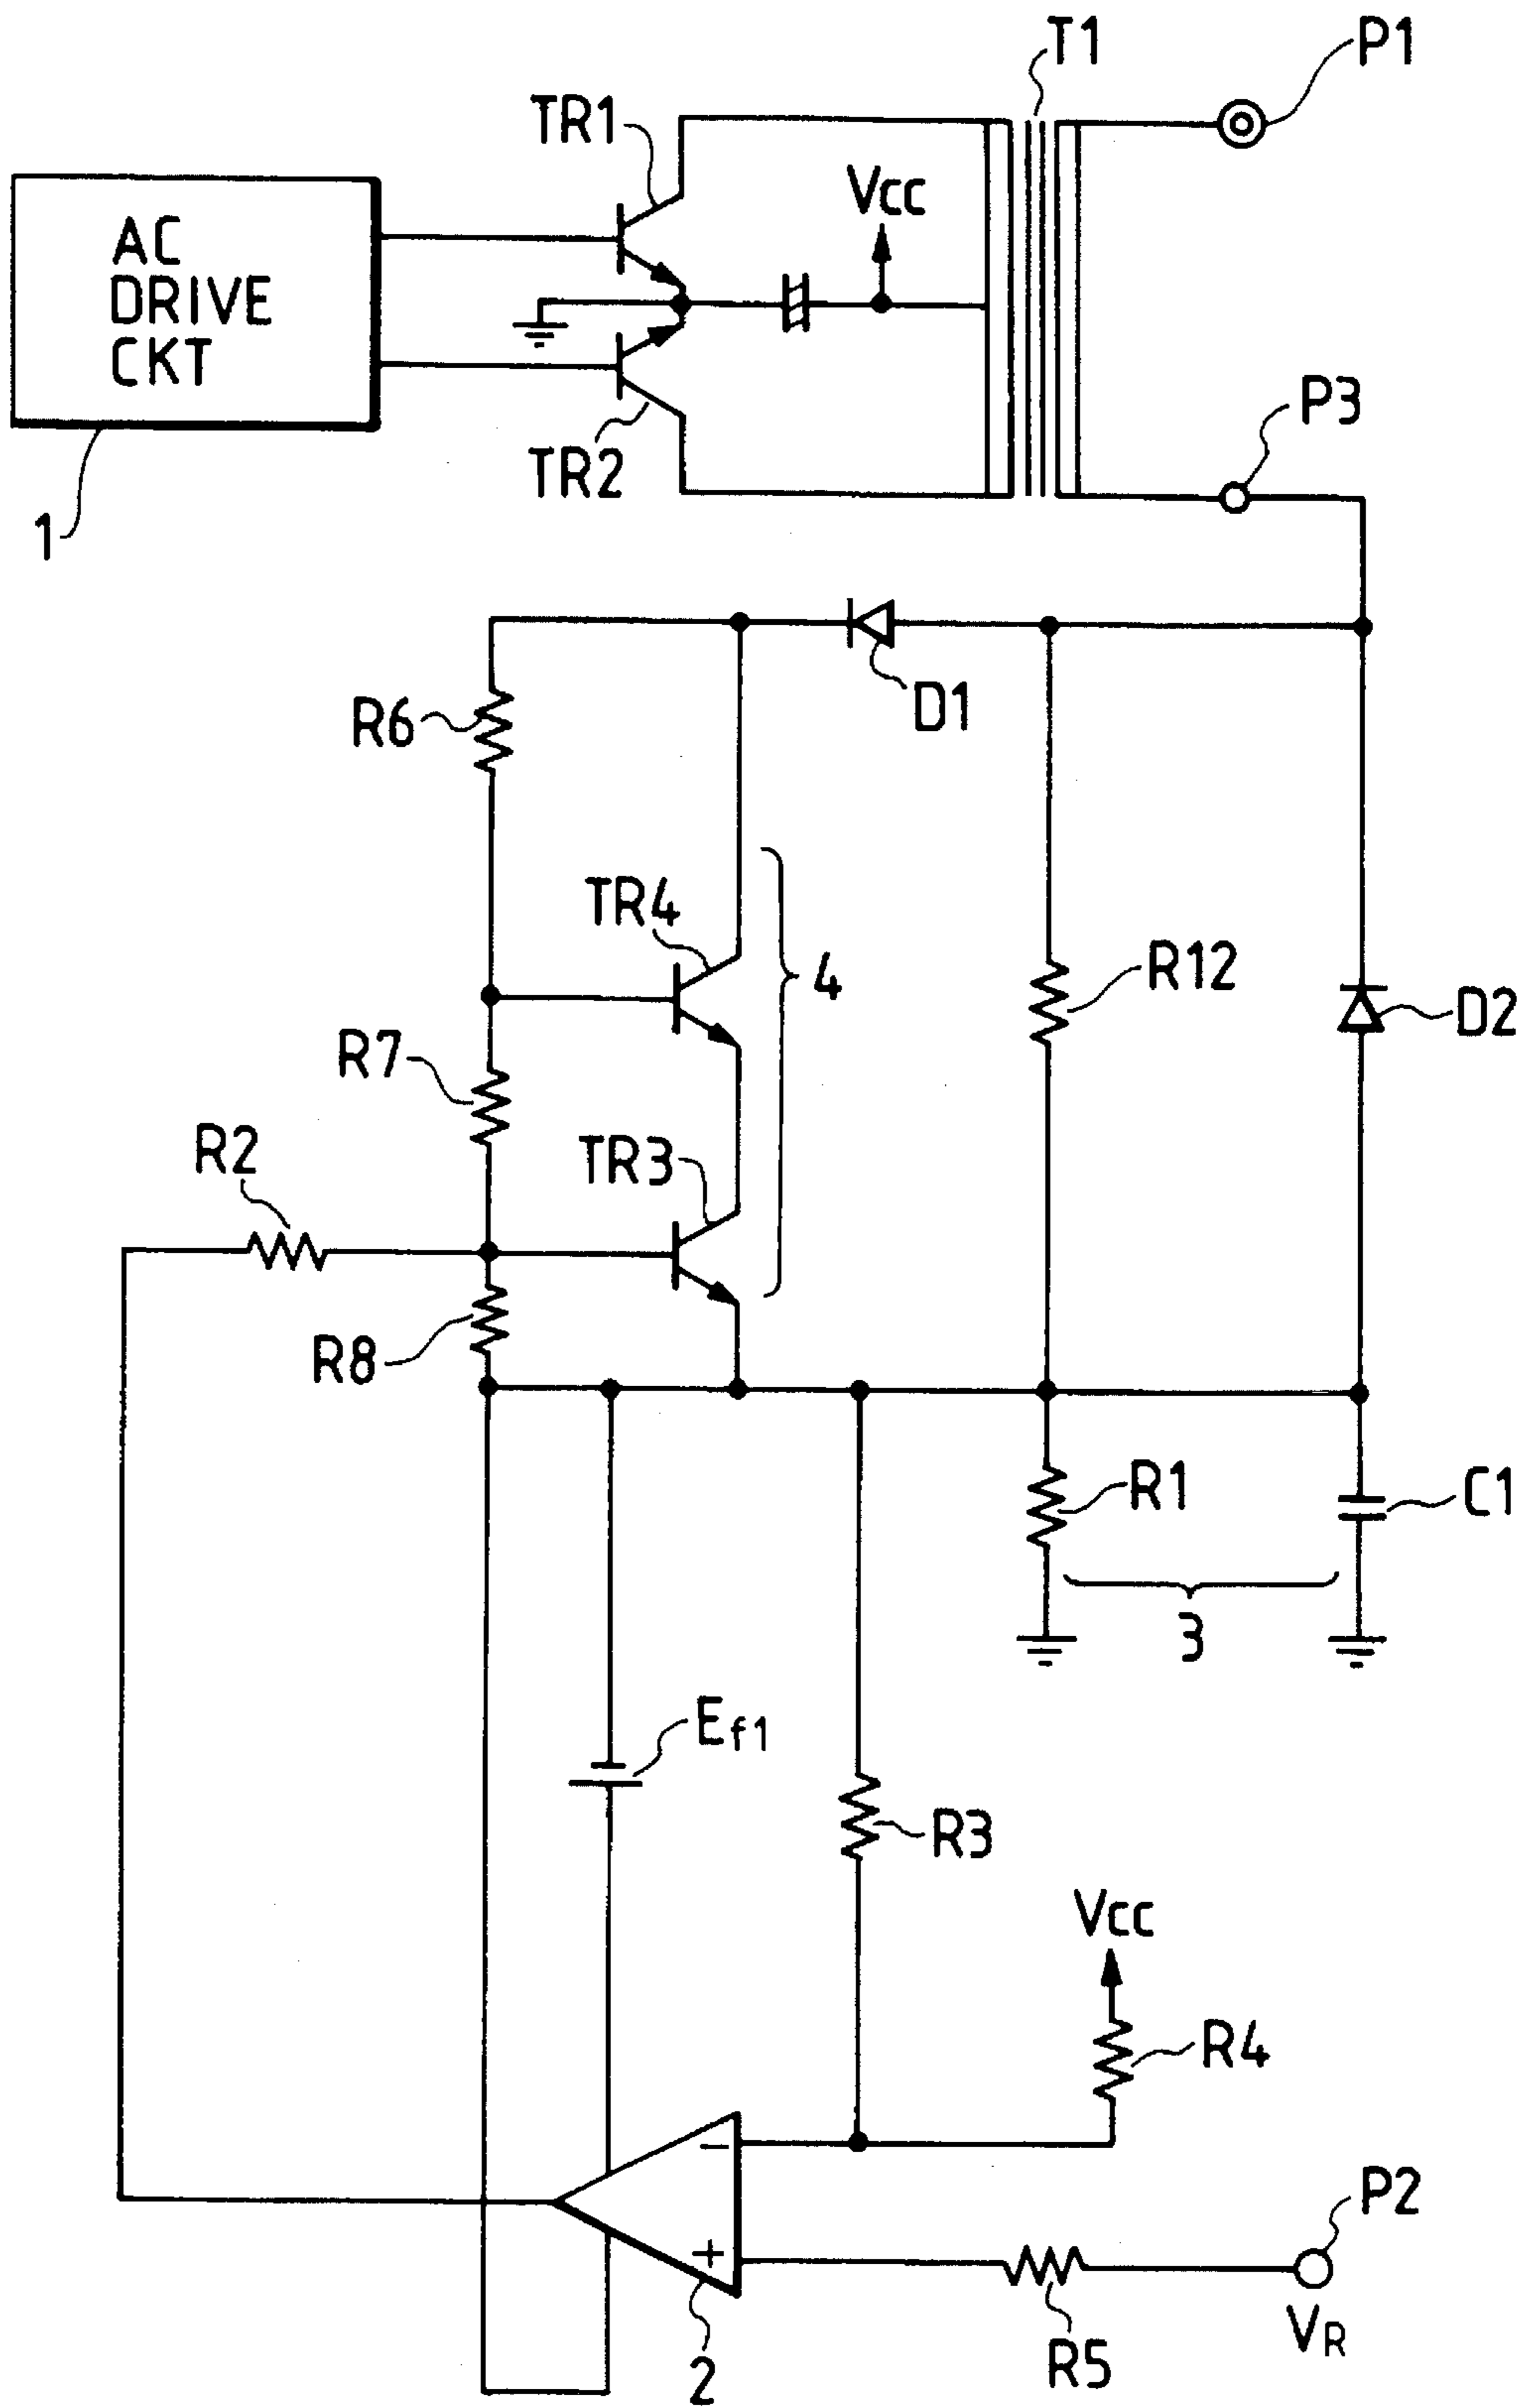 T1
P1
TR1
Vcc
AC
DRIVE
CKT
P3
TR2
1
D1
R6
TR4
4
R12
D2
R7
R2
TR3
R8
R1
C1
3
Ef1
R3
Vcc
R4
−
P2
+
2
R5
VR